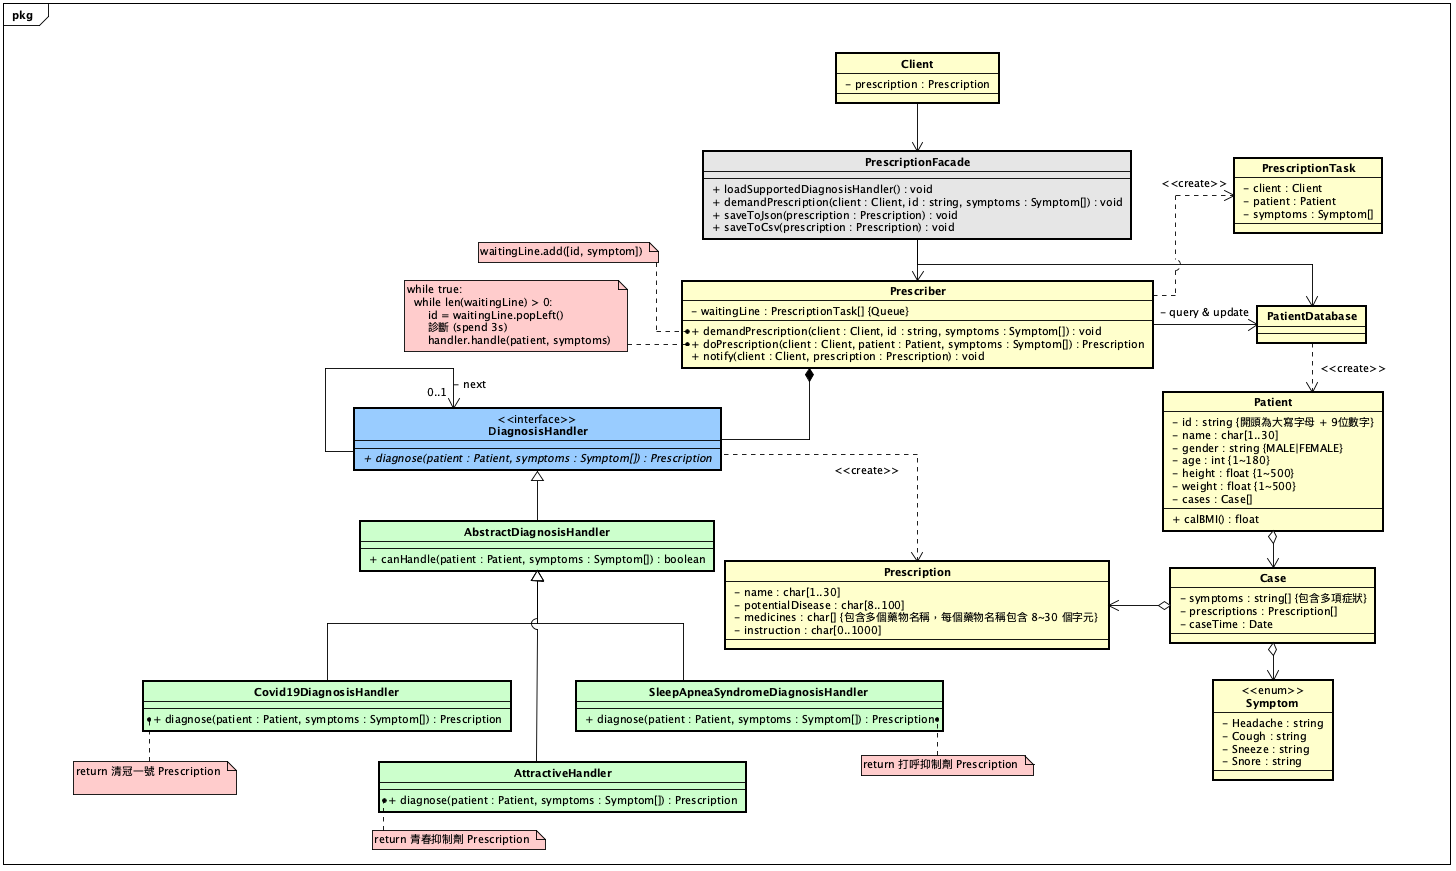 pkg
Client
– prescription : Prescription
PrescriptionFacade
+ loadSupportedDiagnosisHandler() : void
+ demandPrescription(client : Client, id : string, symptoms : Symptom[]) : void
+ saveToJson(prescription : Prescription) : void
+ saveToCsv(prescription : Prescription) : void
<<create>>
PrescriptionTask
– client : Client
– patient : Patient
– symptoms : Symptom[]
waitingLine.add([id, symptom])
while true:
while len(waitingLine) > 0:
id = waitingLine.popLeft()
診斷 (spend 3s)
handler.handle(patient, symptoms)
Prescriber
– waitingLine : PrescriptionTask[] {Queue}
+ demandPrescription(client : Client, id : string, symptoms : Symptom[]) : void
+ doPrescription(client : Client, patient : Patient, symptoms : Symptom[]) : Prescription
+ notify(client : Client, prescription : Prescription) : void
– query & update
PatientDatabase
<<create>>
– next
0..1
<<interface>>
DiagnosisHandler
+ diagnose(patient : Patient, symptoms : Symptom[]) : Prescription
<<create>>
Patient
– id : string {開頭為大寫字母 + 9位數字}
– name : char[1..30]
– gender : string {MALE|FEMALE}
– age : int {1~180}
– height : float {1~500}
– weight : float {1~500}
– cases : Case[]
+ calBMI() : float
AbstractDiagnosisHandler
+ canHandle(patient : Patient, symptoms : Symptom[]) : boolean
Prescription
– name : char[1..30]
– potentialDisease : char[8..100]
– medicines : char[] {包含多個藥物名稱，每個藥物名稱包含 8~30 個字元}
– instruction : char[0..1000]
Case
– symptoms : string[] {包含多項症狀}
– prescriptions : Prescription[]
– caseTime : Date
Covid19DiagnosisHandler
+ diagnose(patient : Patient, symptoms : Symptom[]) : Prescription
SleepApneaSyndromeDiagnosisHandler
+ diagnose(patient : Patient, symptoms : Symptom[]) : Prescription
<<enum>>
Symptom
– Headache : string
– Cough : string
– Sneeze : string
– Snore : string
return 清冠一號 Prescription
return 打呼抑制劑 Prescription
AttractiveHandler
+ diagnose(patient : Patient, symptoms : Symptom[]) : Prescription
return 青春抑制劑 Prescription